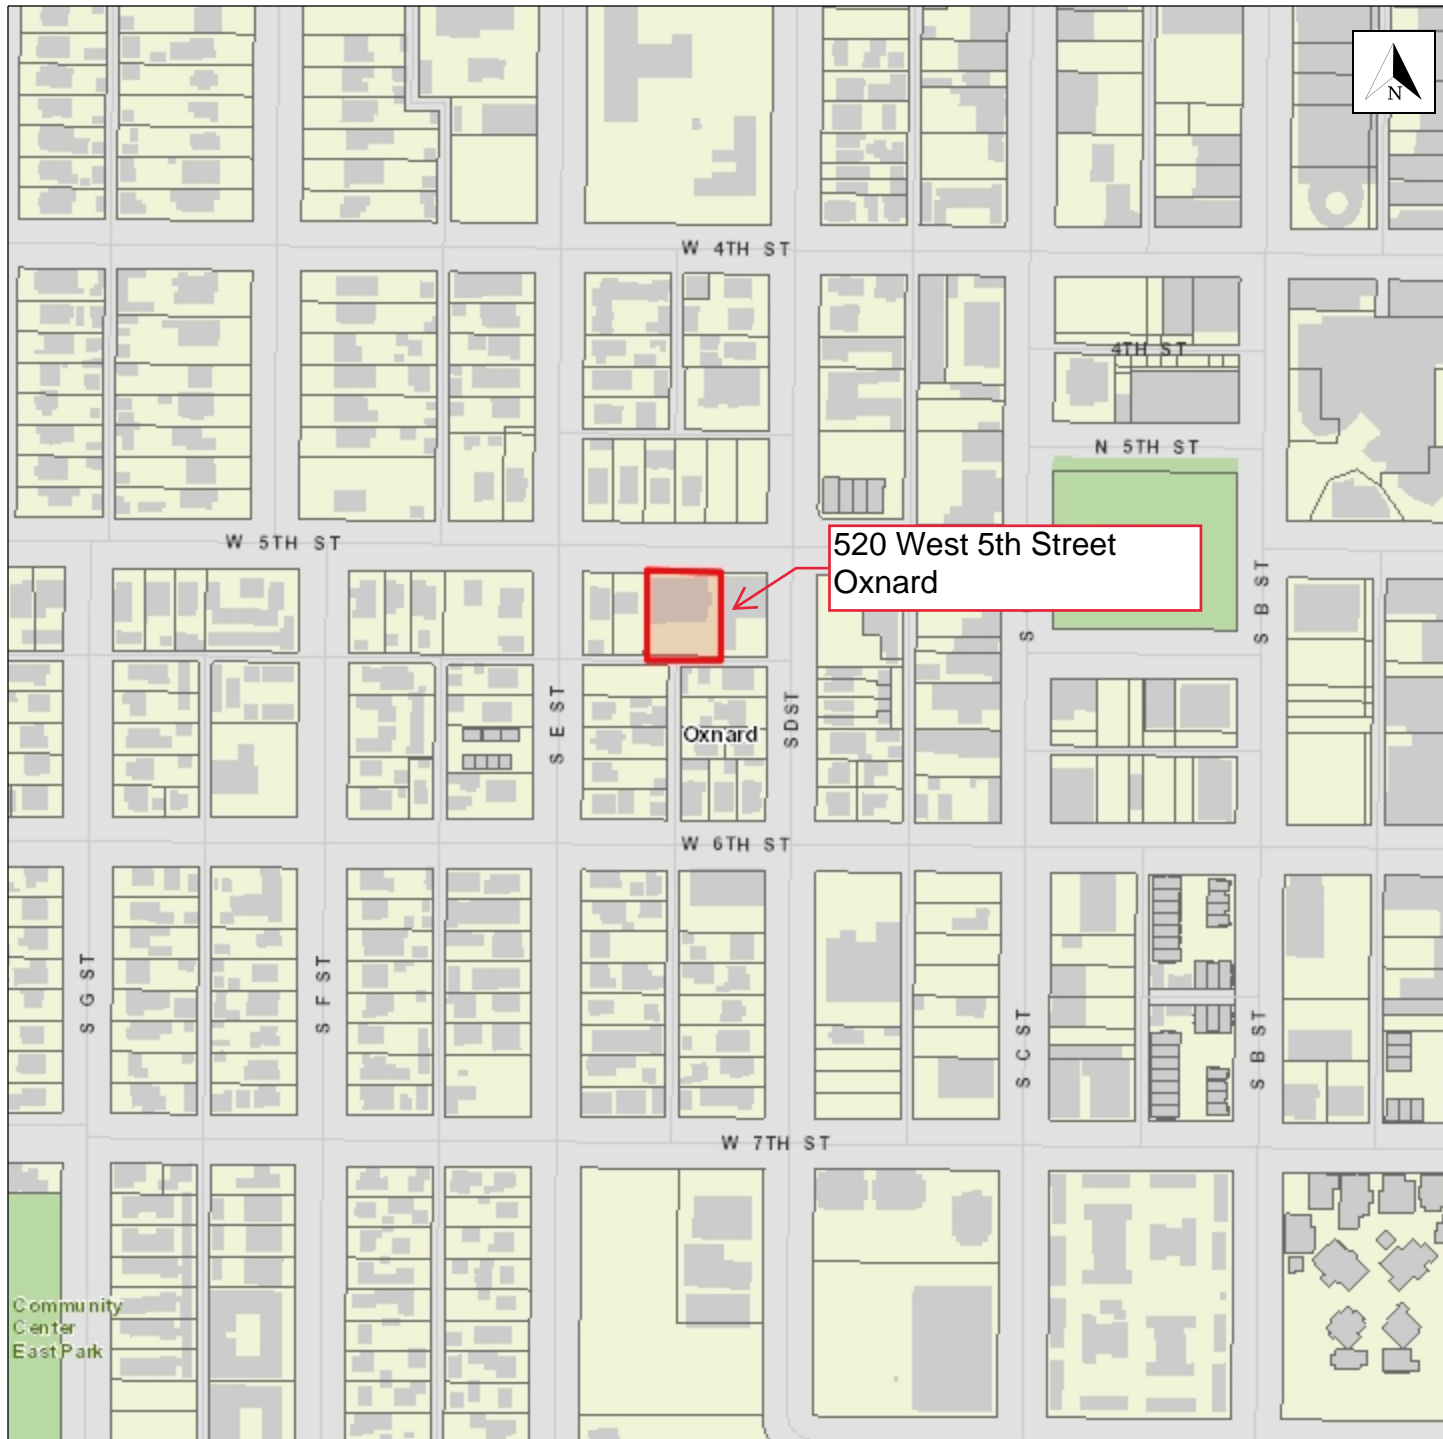 N
W 4TH ST
4TH ST
N 5TH ST
W 5TH ST
520 West 5th Street
Oxnard
S B ST
S
S E ST
Oxnard
S D ST
W 6TH ST
S G ST
S F ST
S C ST
S B ST
W 7TH ST
Community
Center
East Park